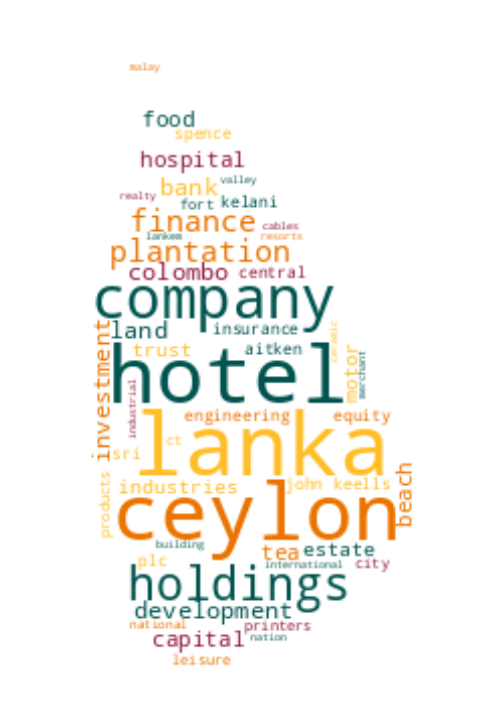 malay
food
spence
hospital
bank valley
realty
fort kelani
finance cables
lankem resorts
plantation
colombo central
company
land insurance
ceramic
trust aitken
hotel
motor
merchant
investment
industrial
engineering equity
lanka
ct
sri
john keells
industries
products
beach
ceylon
building
tea estate
plc international city
holdings
development
national printers
capital nation
leisure